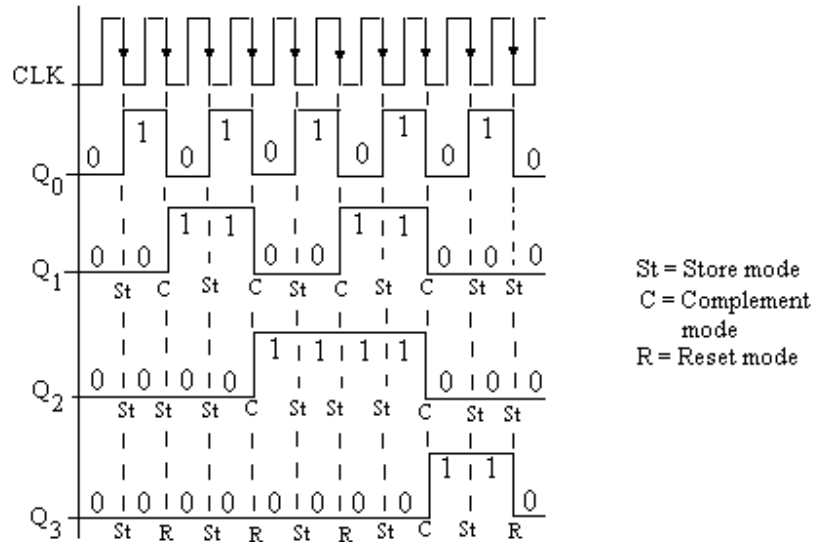 CLK
1 1 1 1 1
0 0 0 0 0 0
Q0
1 1 1 1
0 0 0 0 0 0 0
Q1
St C St C St C St C St St
St = Store mode
C = Complement
mode
R = Reset mode
1 1 1 1
0 0 0 0 0 0 0
Q2
St St St C St St St C St St
1 1
0 0 0 0 0 0 0 0 0
Q3
St R St R St R St C St R